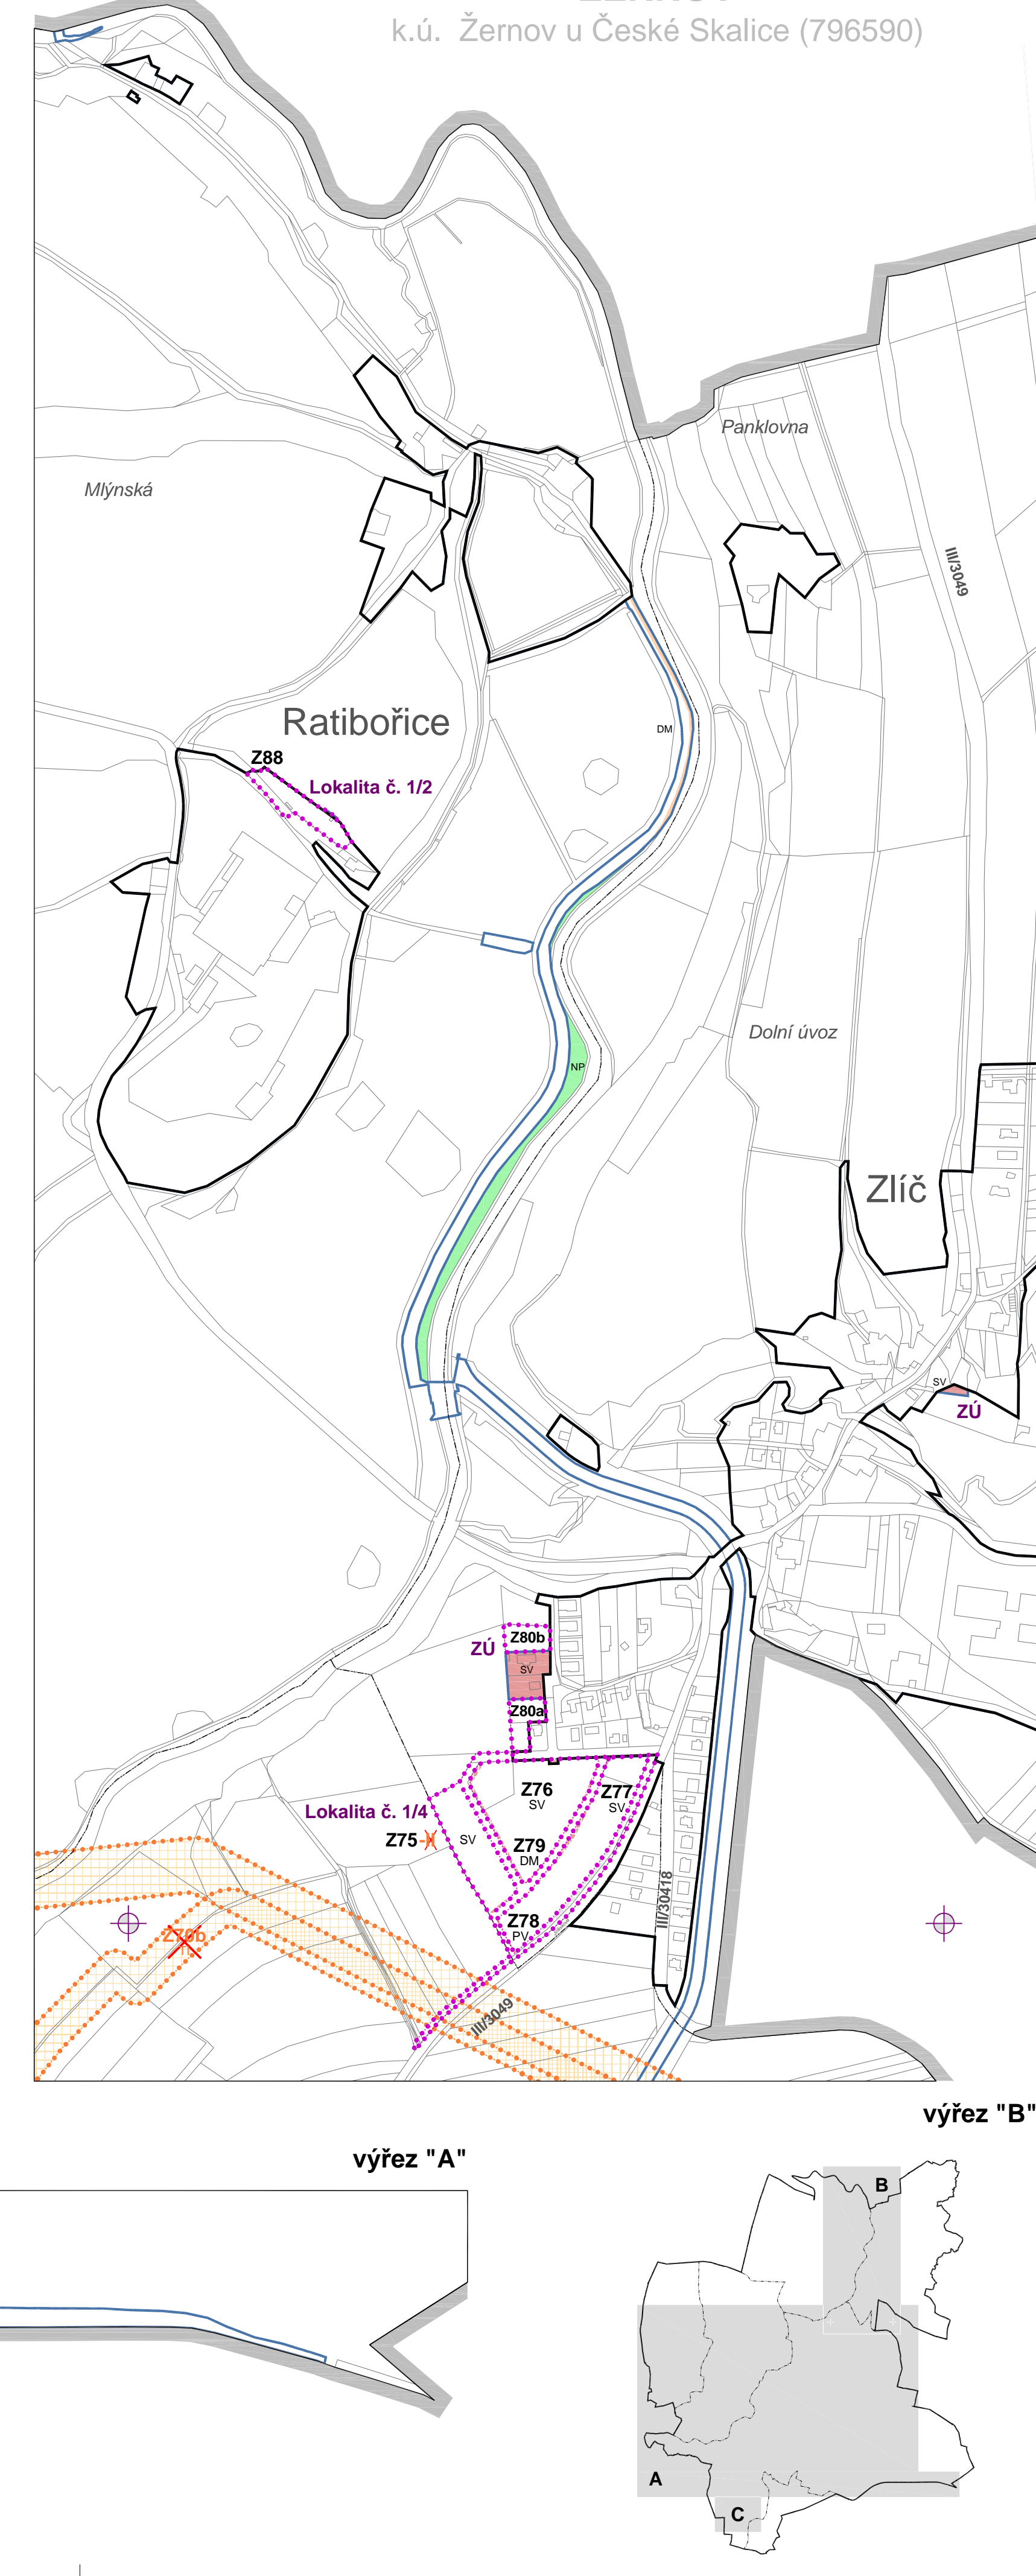 k.ú. Žernov u České Skalice (796590)
Panklovna
Mlýnská
III/3049
Ratibořice
DM
Z88
Lokalita č. 1/2
Dolní úvoz
NP
Zlíč
SV
ZÚ
Z80b
ZÚ
SV
Z80a
Z76
SV
Z77
SV
Lokalita č. 1/4
Z75
SV
Z79
DM
III/30418
Z78
PV
III/3049
výřez "B"
výřez "A"
B
A
C